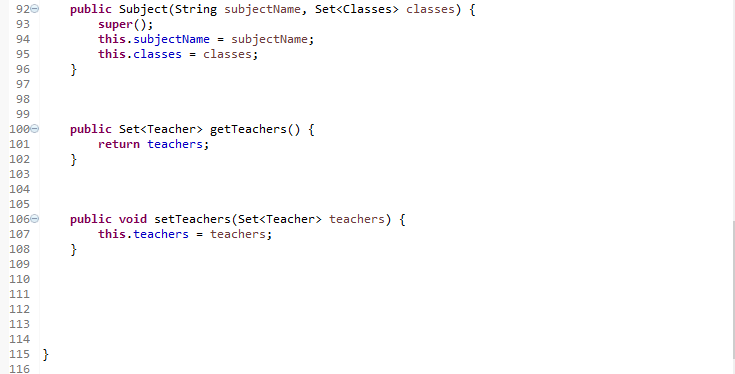 92 public Subject(String subjectName, Set<Classes> classes) {
93 super();
94 this.subjectName = subjectName;
95 this.classes = classes;
96 }
97
98
99
100 public Set<Teacher> getTeachers() {
101 return teachers;
102 }
103
104
105
106 public void setTeachers(Set<Teacher> teachers) {
107 this.teachers = teachers;
108 }
109
110
111
112
113
114
115 }
116